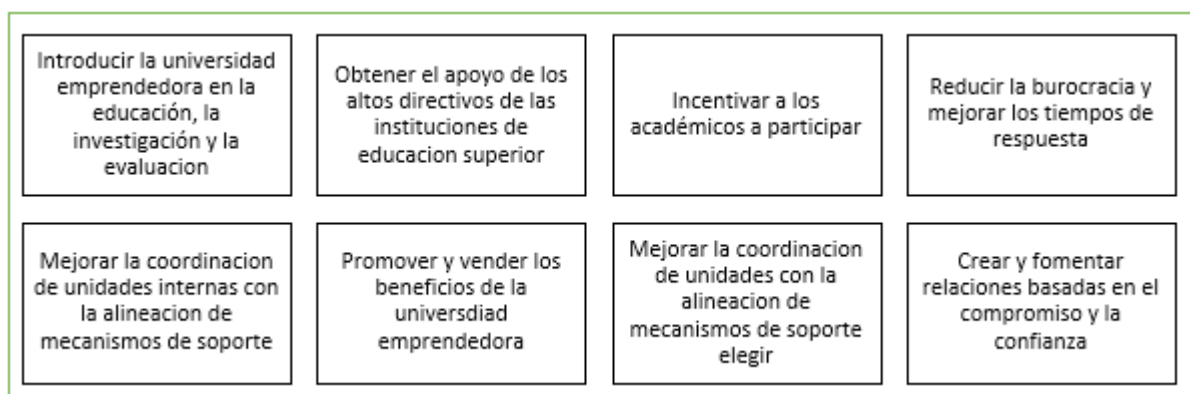 Introducir la universidad
emprendedora en la
educación, la
investigación y la
evaluacion
Obtener el apoyo de los
altos directivos de las
instituciones de
educacion superior
Incentivar a los
académicos a participar
Reducir la burocracia y
mejorar los tiempos de
respuesta
Mejorar la coordinacion
de unidades internas con
la alineacion de
mecanismos de soporte
Promover y vender los
beneficios de la
universdiad
emprendedora
Mejorar la coordinacion
de unidades con la
alineacion de
mecanismos de soporte
elegir
Crear y fomentar
relaciones basadas en el
compromiso y la
confianza